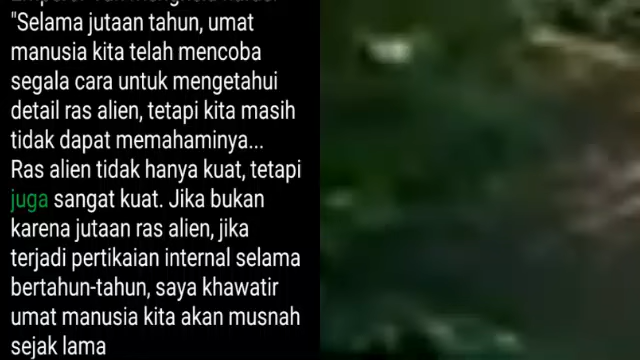 "Selama jutaan tahun, umat
manusia kita telah mencoba
segala cara untuk mengetahui
detail ras alien, tetapi kita masih
tidak dapat memahaminya...
Ras alien tidak hanya kuat, tetapi
juga sangat kuat. Jika bukan
karena jutaan ras alien, jika
terjadi pertikaian internal selama
bertahun-tahun, saya khawatir
umat manusia kita akan musnah
sejak lama